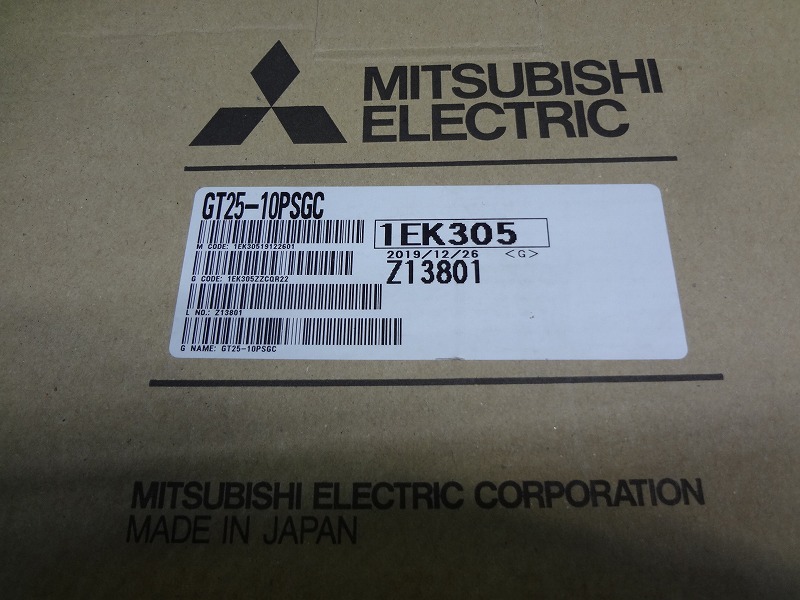 MITSUBISHI
ELECTRIC
GT25-10PSGC
M CODE: 1EK30519122601
1EK305
2019/12/26 <G>
G CODE: 1EK305ZZCQR22
Z13801
L NO.: Z13801
G NAME: GT25-10PSGC
MITSUBISHI ELECTRIC CORPORATION
MADE IN JAPAN